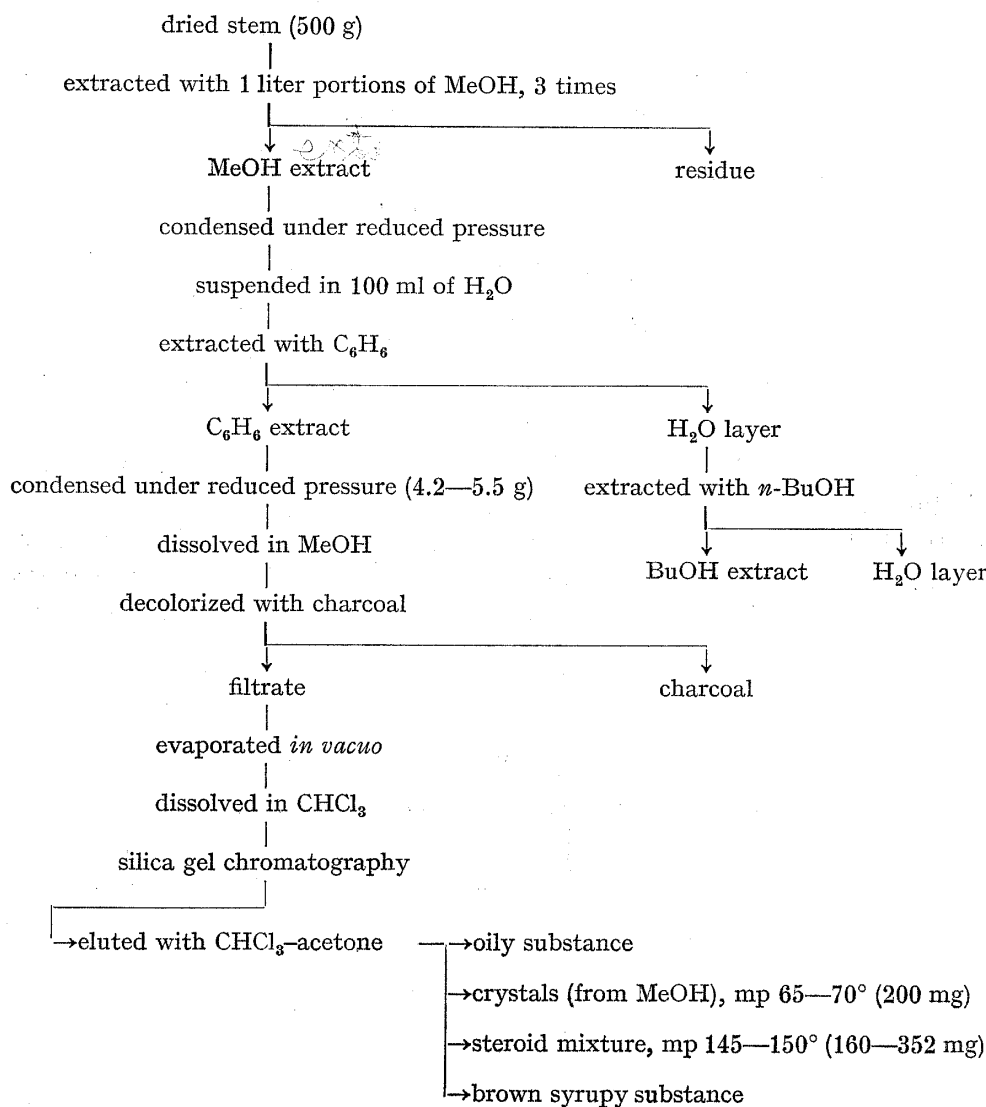 dried stem (500 g)
extracted with 1 liter portions of MeOH, 3 times
MeOH extract
residue
condensed under reduced pressure
suspended in 100 ml of H₂O
extracted with C₆H₆
C₆H₆ extract
H₂O layer
condensed under reduced pressure (4.2—5.5 g)
extracted with n-BuOH
dissolved in MeOH
BuOH extract
H₂O layer
decolorized with charcoal
filtrate
charcoal
evaporated in vacuo
dissolved in CHCl₃
silica gel chromatography
→eluted with CHCl₃–acetone
→oily substance
→crystals (from MeOH), mp 65—70° (200 mg)
→steroid mixture, mp 145—150° (160—352 mg)
→brown syrupy substance